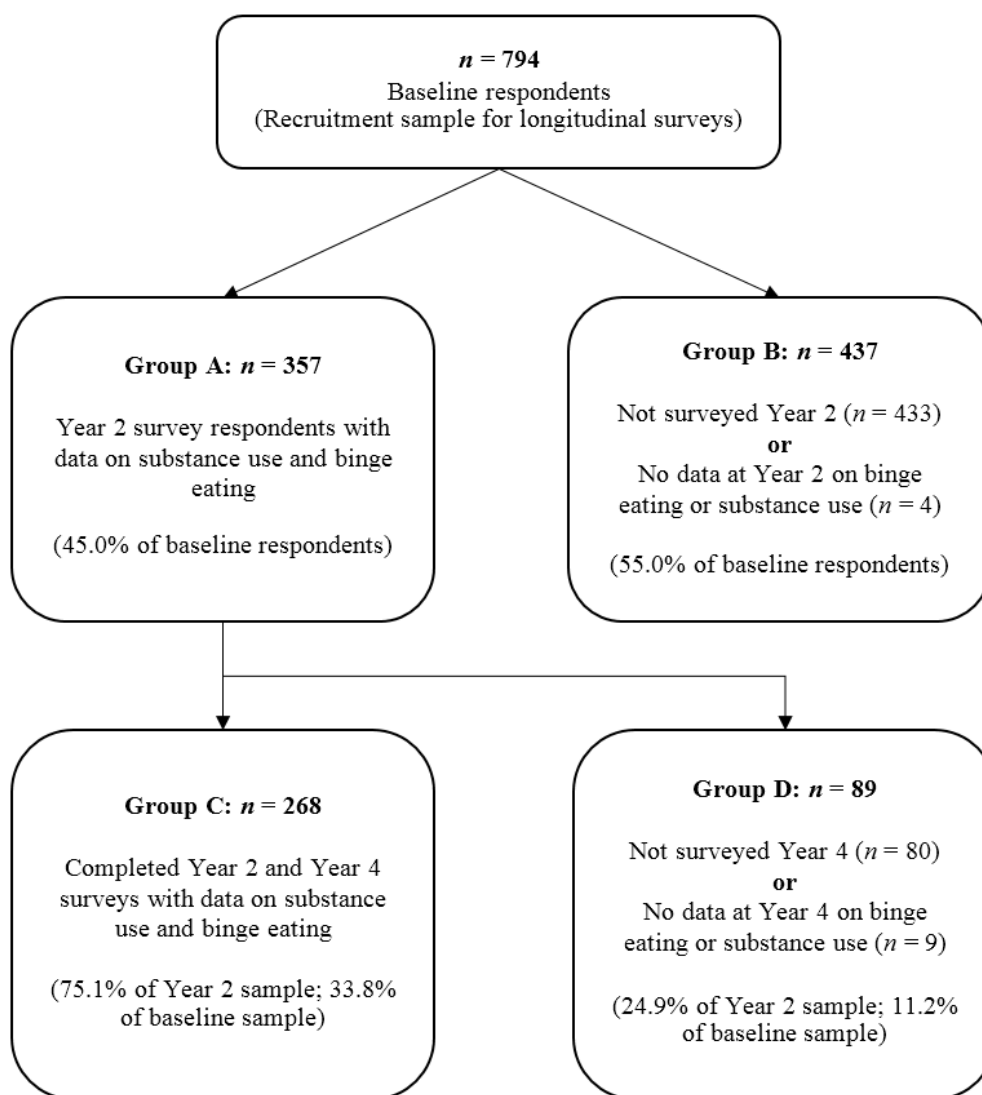 n = 794
Baseline respondents
(Recruitment sample for longitudinal surveys)
Group A: n = 357
Year 2 survey respondents with
data on substance use and binge
eating
(45.0% of baseline respondents)
Group B: n = 437
Not surveyed Year 2 (n = 433)
or
No data at Year 2 on binge
eating or substance use (n = 4)
(55.0% of baseline respondents)
Group C: n = 268
Completed Year 2 and Year 4
surveys with data on substance
use and binge eating
(75.1% of Year 2 sample; 33.8%
of baseline sample)
Group D: n = 89
Not surveyed Year 4 (n = 80)
or
No data at Year 4 on binge
eating or substance use (n = 9)
(24.9% of Year 2 sample; 11.2%
of baseline sample)